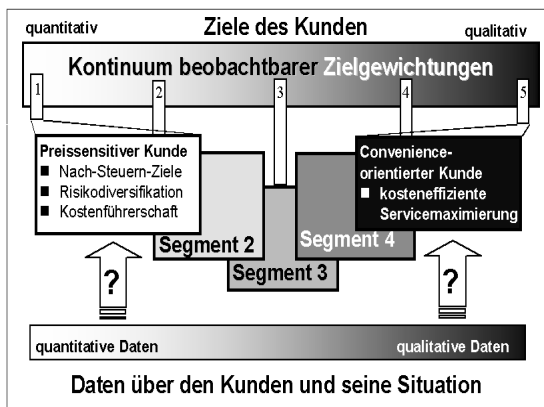 quantitativ Ziele des Kunden qualitativ
Kontinuum beobachtbarer Zielgewichtungen
1 2 3 4 5
Preissensitiver Kunde
Nach-Steuern-Ziele
Risikodiversifikation
Kostenführerschaft
Segment 2
Segment 3
Segment 4
Convenience-
orientierter Kunde
kosteneffiziente
Servicemaximierung
? ?
quantitative Daten qualitative Daten
Daten über den Kunden und seine Situation